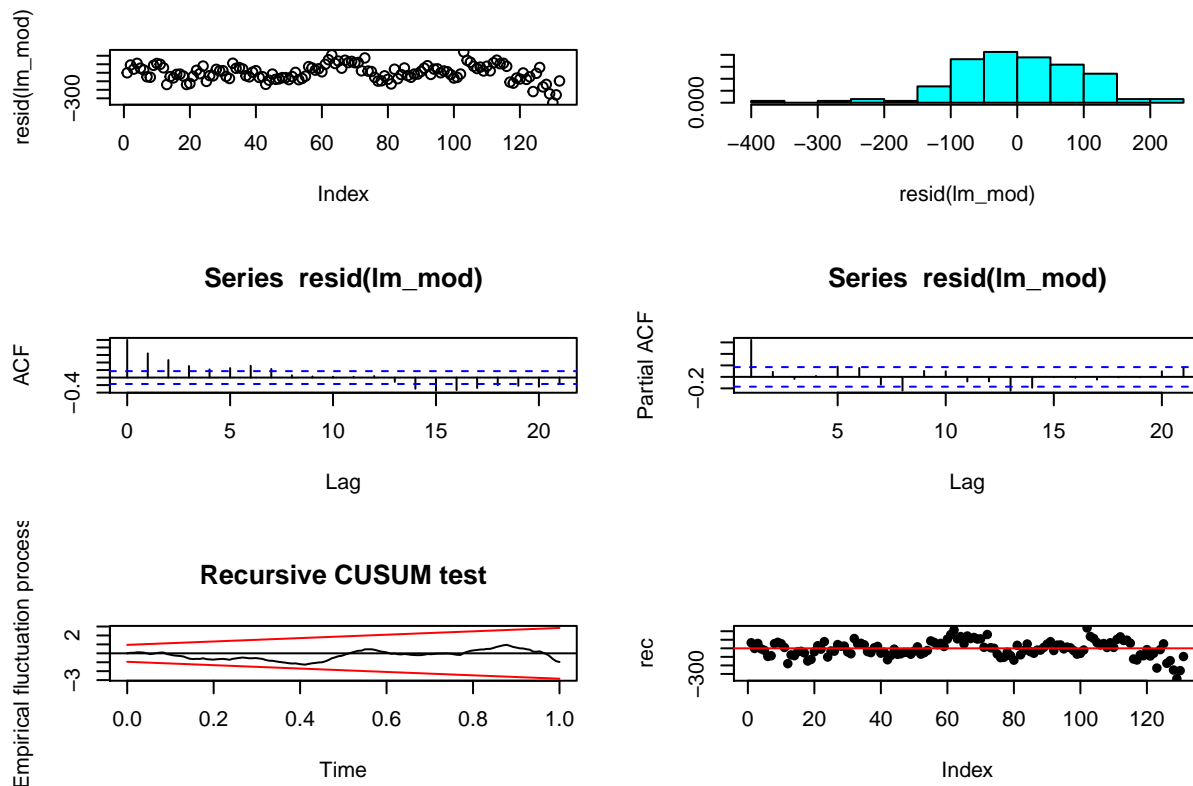 resid(lm_mod)
−300
0 20 40 60 80 100 120
Index
0.000
−400 −300 −200 −100 0 100 200
resid(lm_mod)
Series resid(lm_mod)
ACF
−0.4
0 5 10 15 20
Lag
Series resid(lm_mod)
Partial ACF
−0.2
5 10 15 20
Lag
Recursive CUSUM test
Empirical fluctuation process
−3 2
0.0 0.2 0.4 0.6 0.8 1.0
Time
rec
−300
0 20 40 60 80 100 120
Index